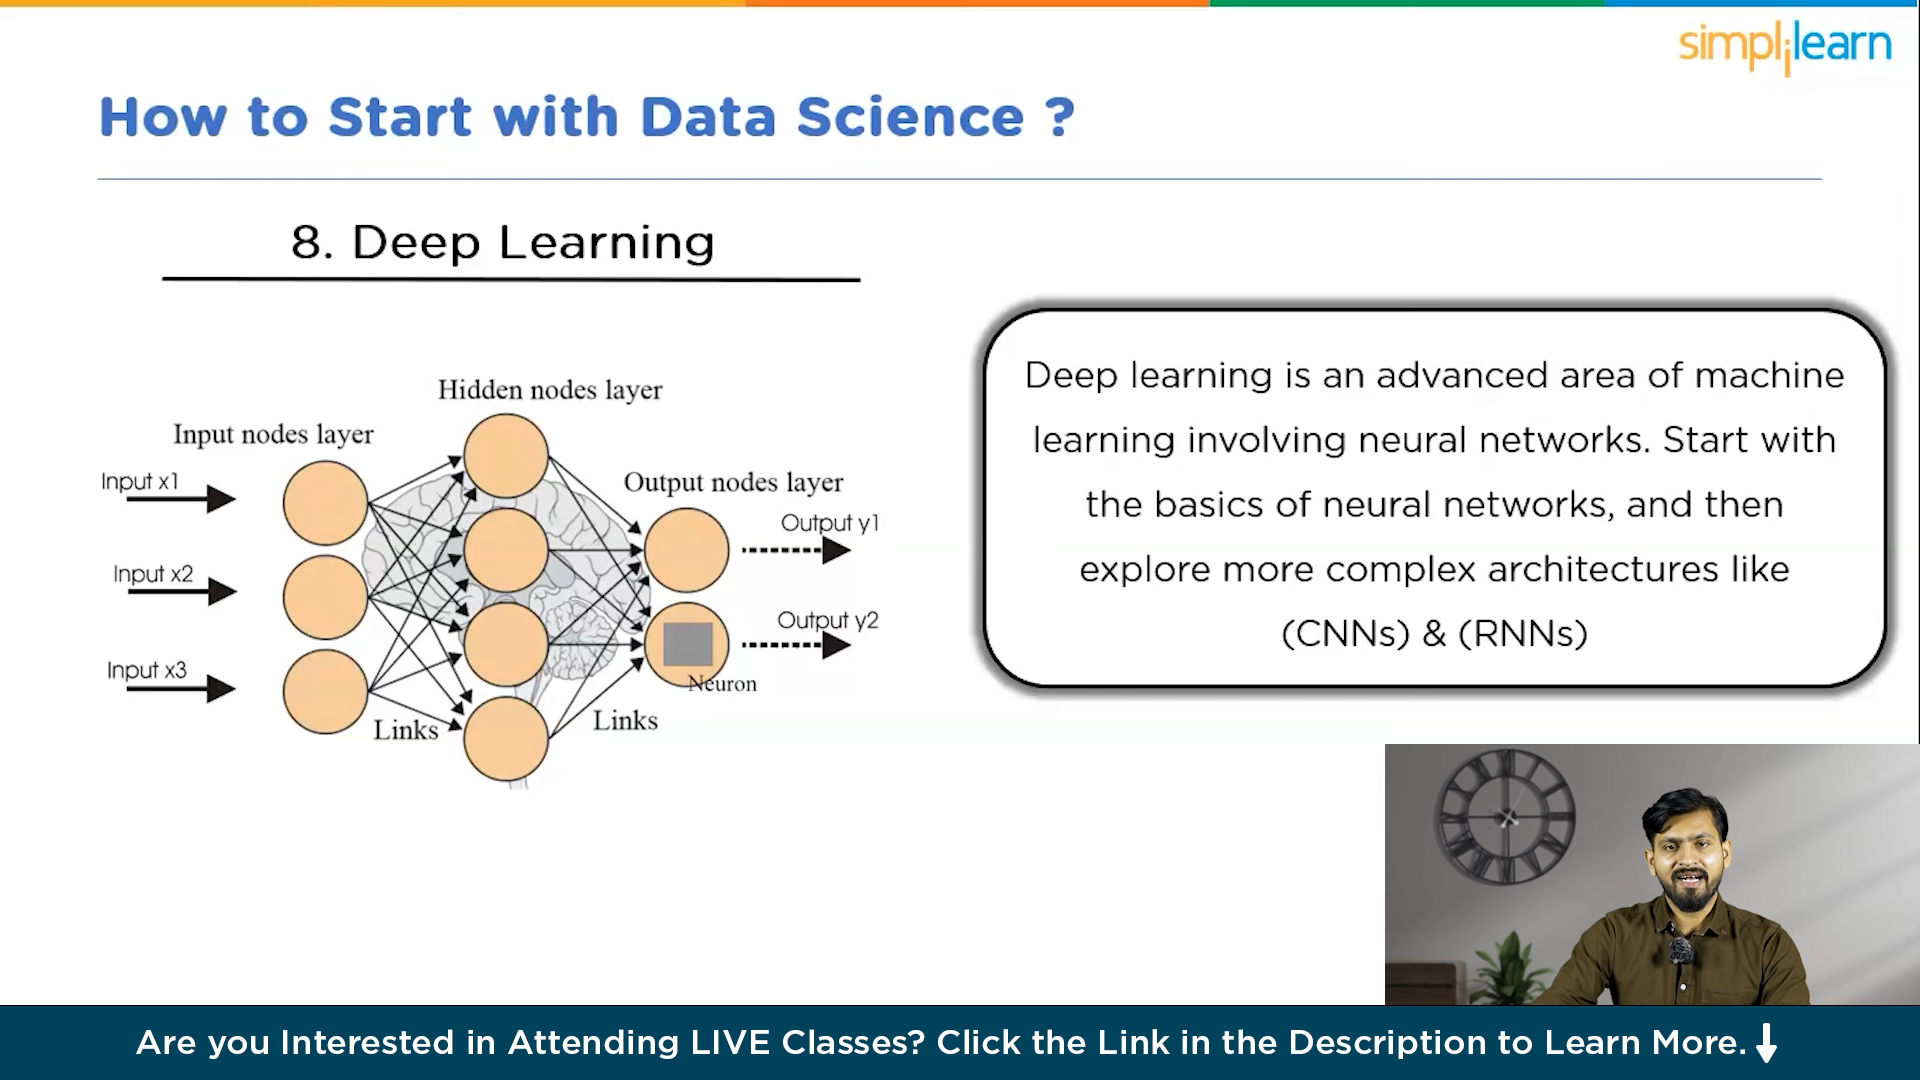 simplilearn
How to Start with Data Science ?
8. Deep Learning
Hidden nodes layer
Input nodes layer
Input x1
Output nodes layer
Output y1
Input x2
Output y2
Input x3
Neuron
Links
Links
Deep learning is an advanced area of machine
learning involving neural networks. Start with
the basics of neural networks, and then
explore more complex architectures like
(CNNs) & (RNNs)
Are you Interested in Attending LIVE Classes? Click the Link in the Description to Learn More.